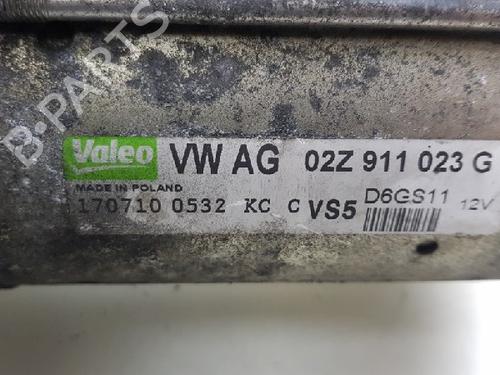 B-PARTS
Valeo VW AG 02Z 911 023 G
MADE IN POLAND
170710 0532 KC C VS5 D6GS11 12V